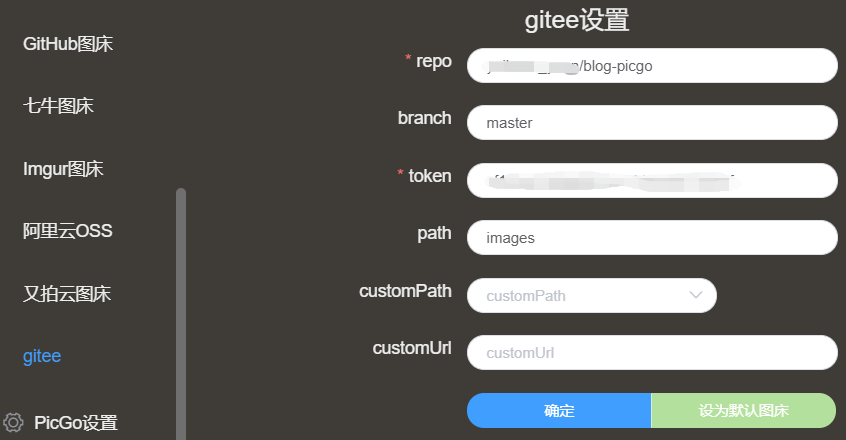 GitHub图床
七牛图床
Imgur图床
阿里云OSS
又拍云图床
gitee
PicGo设置
gitee设置
* repo
/blog-picgo
branch
master
* token
path
images
customPath
customPath
customUrl
customUrl
确定
设为默认图床